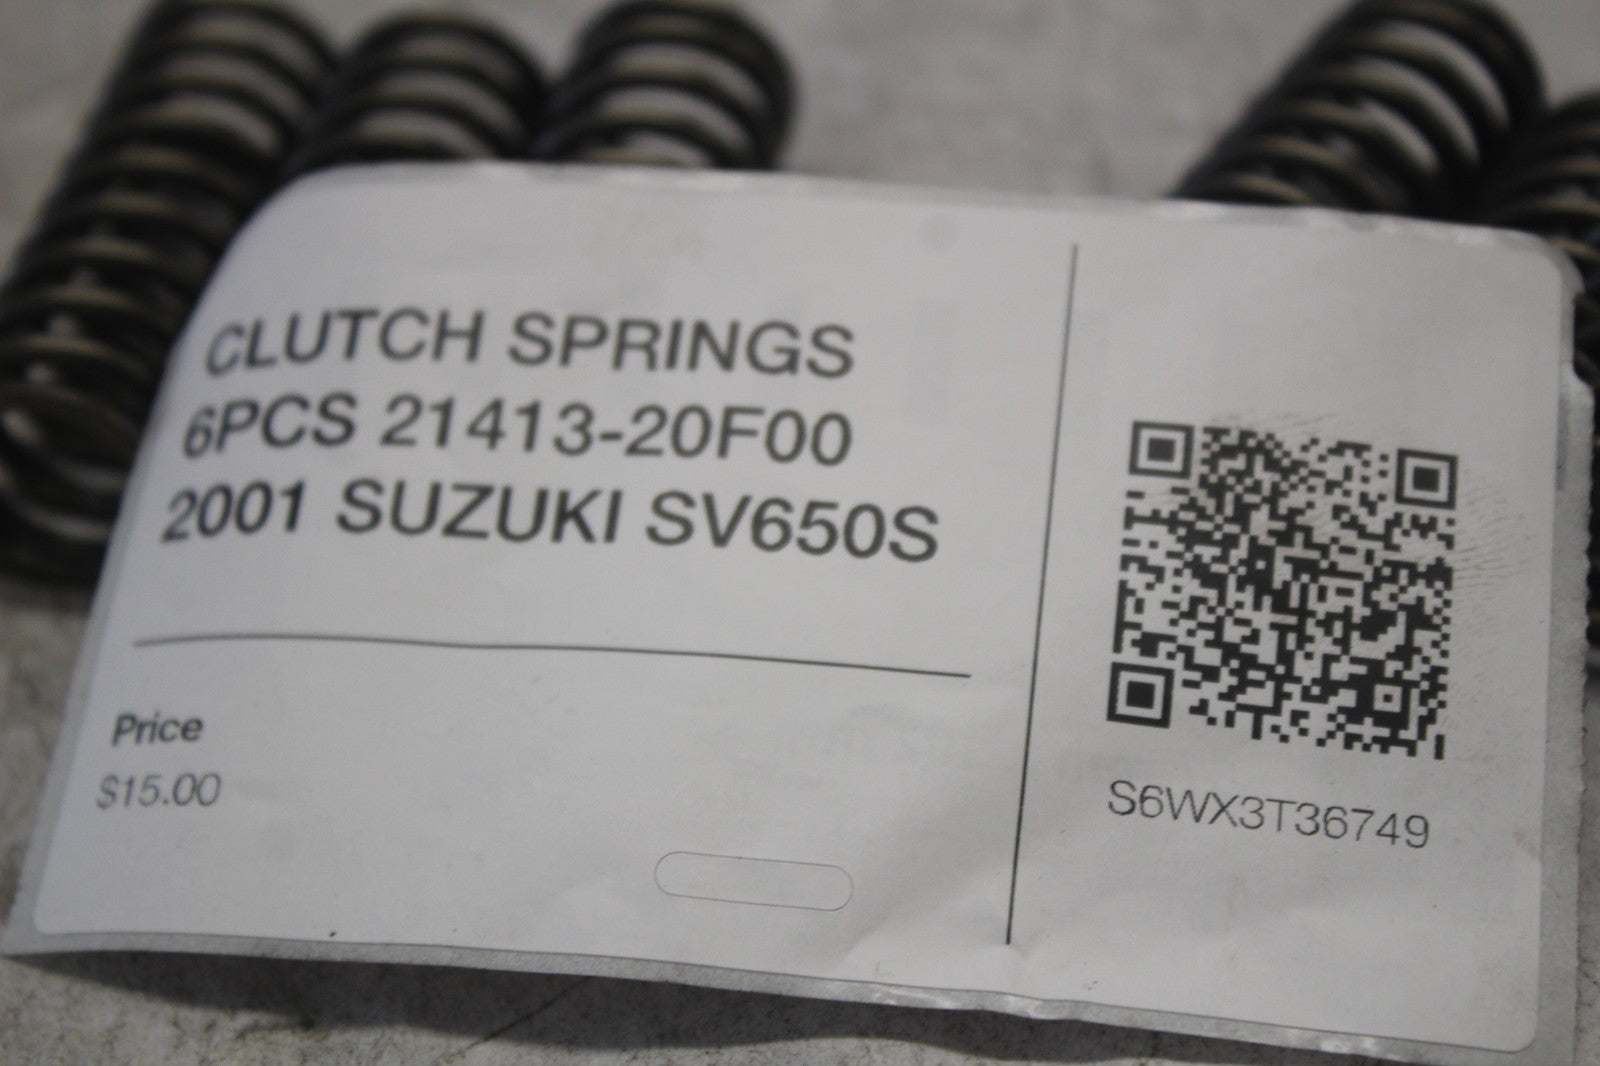 CLUTCH SPRINGS
6PCS 21413-20F00
2001 SUZUKI SV650S
Price
$15.00
S6WX3T36749